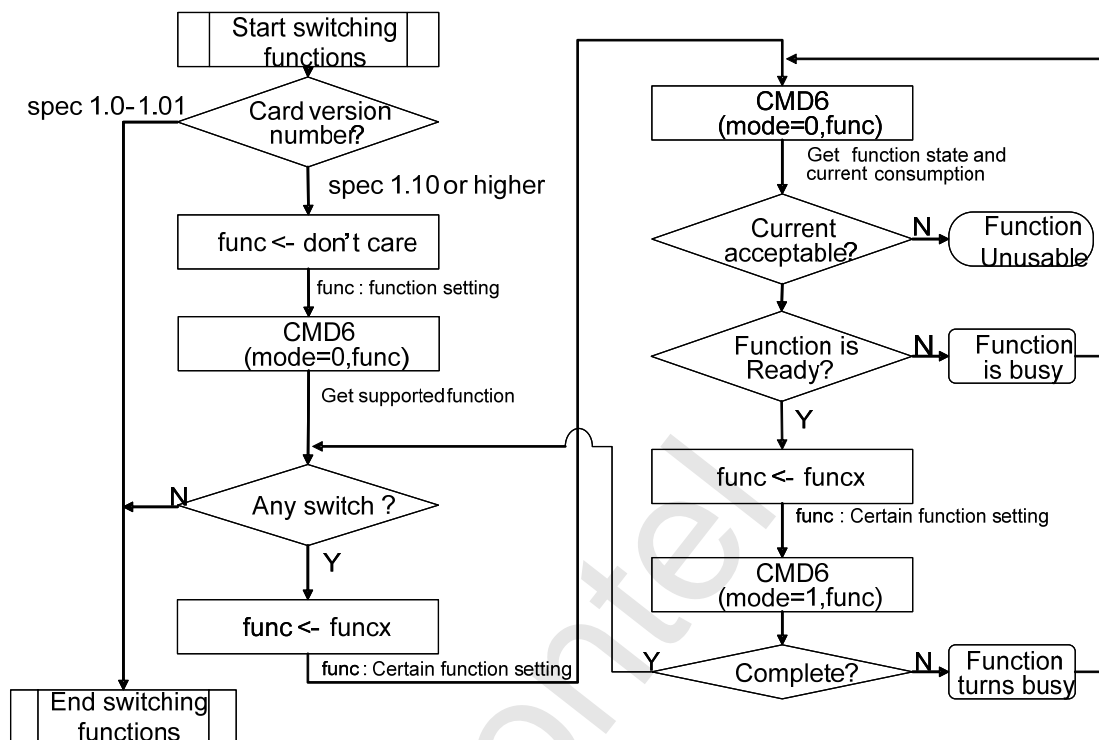 Start switching
functions
spec 1.0-1.01
Card version
number?
spec 1.10 or higher
func <- don't care
func : function setting
CMD6
(mode=0,func)
Get supported function
Any switch ?
N
Y
func <- funcx
func : Certain function setting
End switching
functions
CMD6
(mode=0,func)
Get function state and
current consumption
Current
acceptable?
N
Function
Unusable
Function is
Ready?
N
Function
is busy
Y
func <- funcx
func : Certain function setting
CMD6
(mode=1,func)
Complete?
Y
N
Function
turns busy
ontel